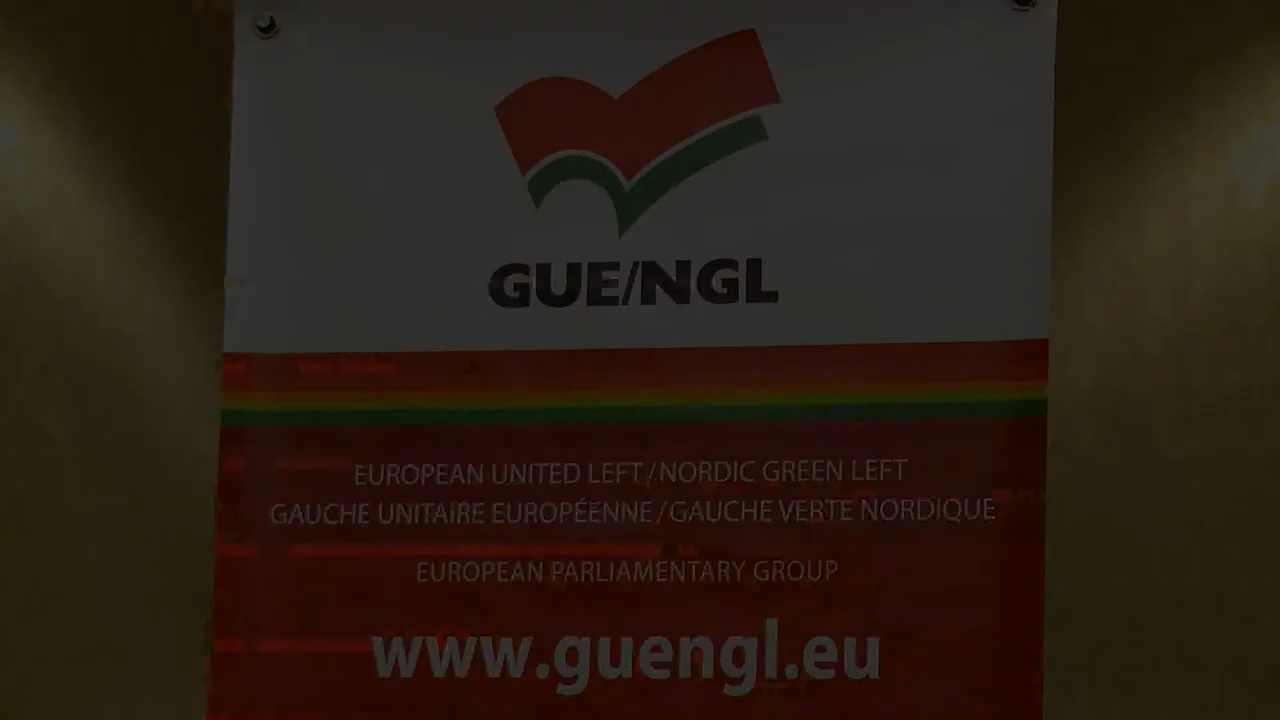 GUE/NGL
EUROPEAN UNITED LEFT/NORDIC GREEN LEFT
GAUCHE UNITAIRE EUROPÉENNE/GAUCHE VERTE NORDIQUE
EUROPEAN PARLIAMENTARY GROUP
www.guengl.eu